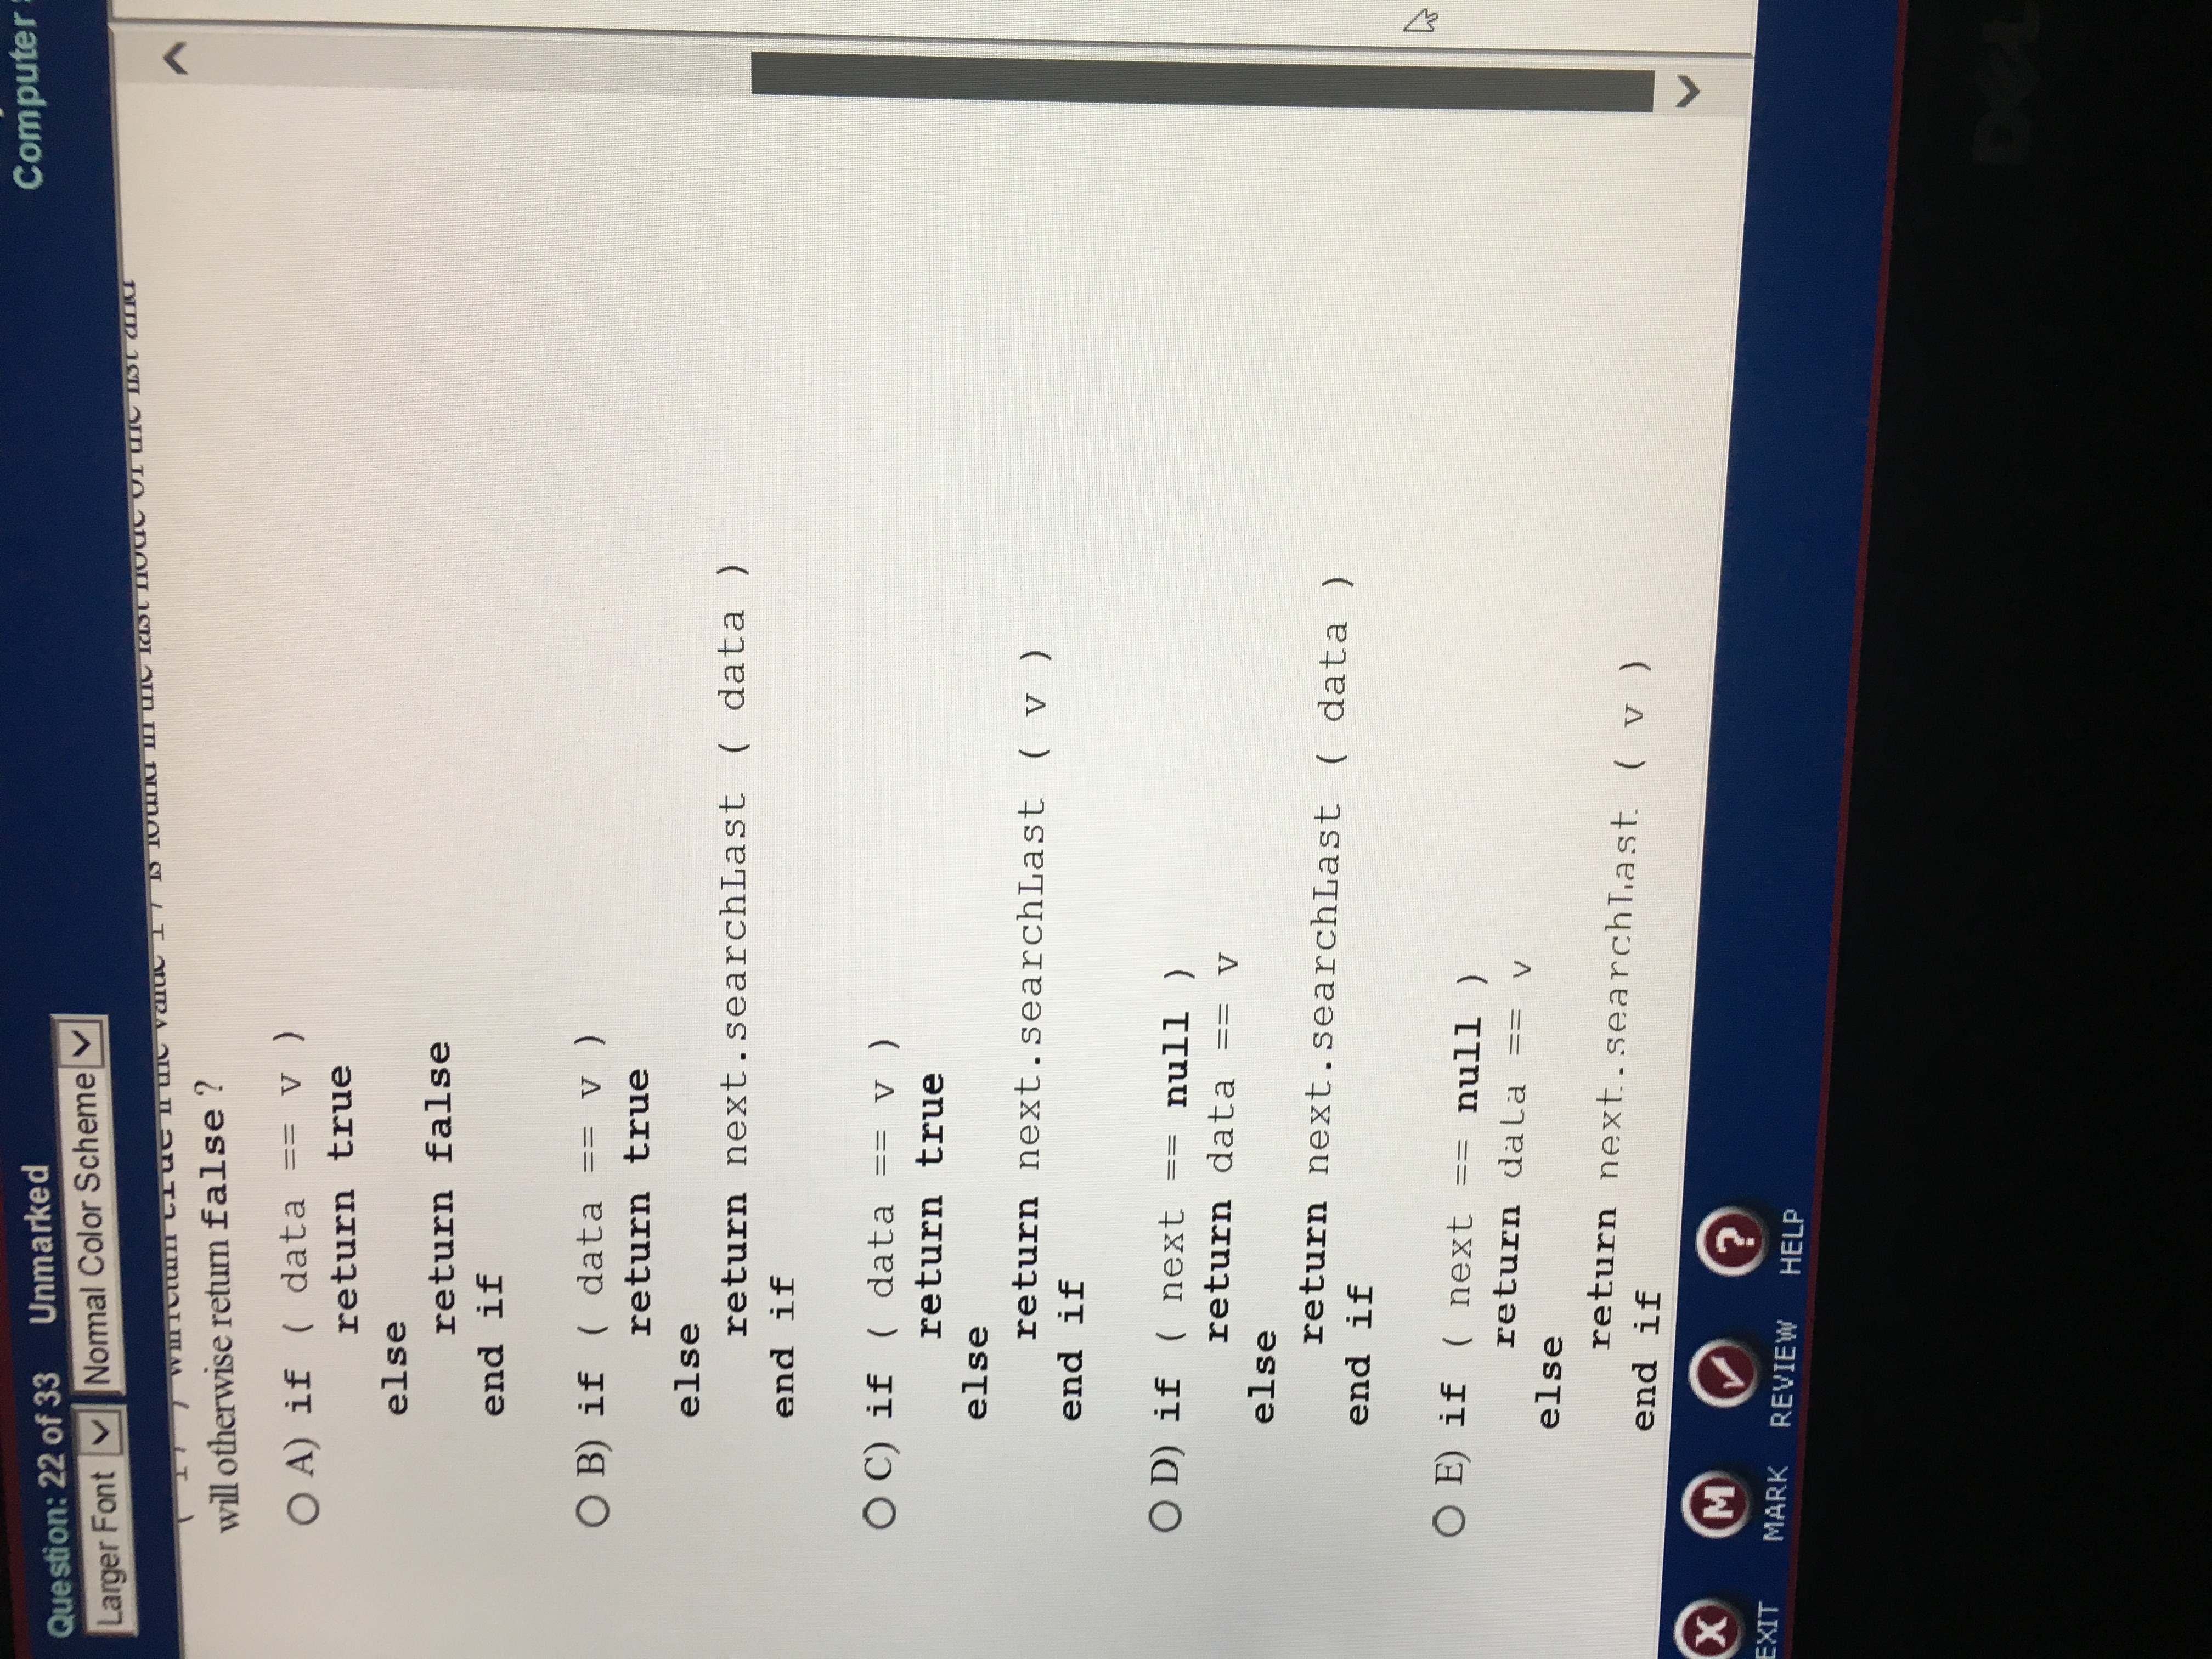 Computer
Question: 22 of 33 Unmarked
Larger Font Normal Color Scheme
will return true if the value 17 is found in the last node of the list and
will otherwise return false ?
A) if ( data == v )
return true
else
return false
end if
B) if ( data == v )
return true
else
return next.searchLast ( data )
end if
C) if ( data == v )
return true
else
return next.searchLast ( v )
end if
D) if ( next == null )
return data == v
else
return next.searchLast ( data )
end if
E) if ( next == null )
return data == v
else
return next.searchLast ( v )
end if
X M ?
EXIT MARK REVIEW HELP
DELL